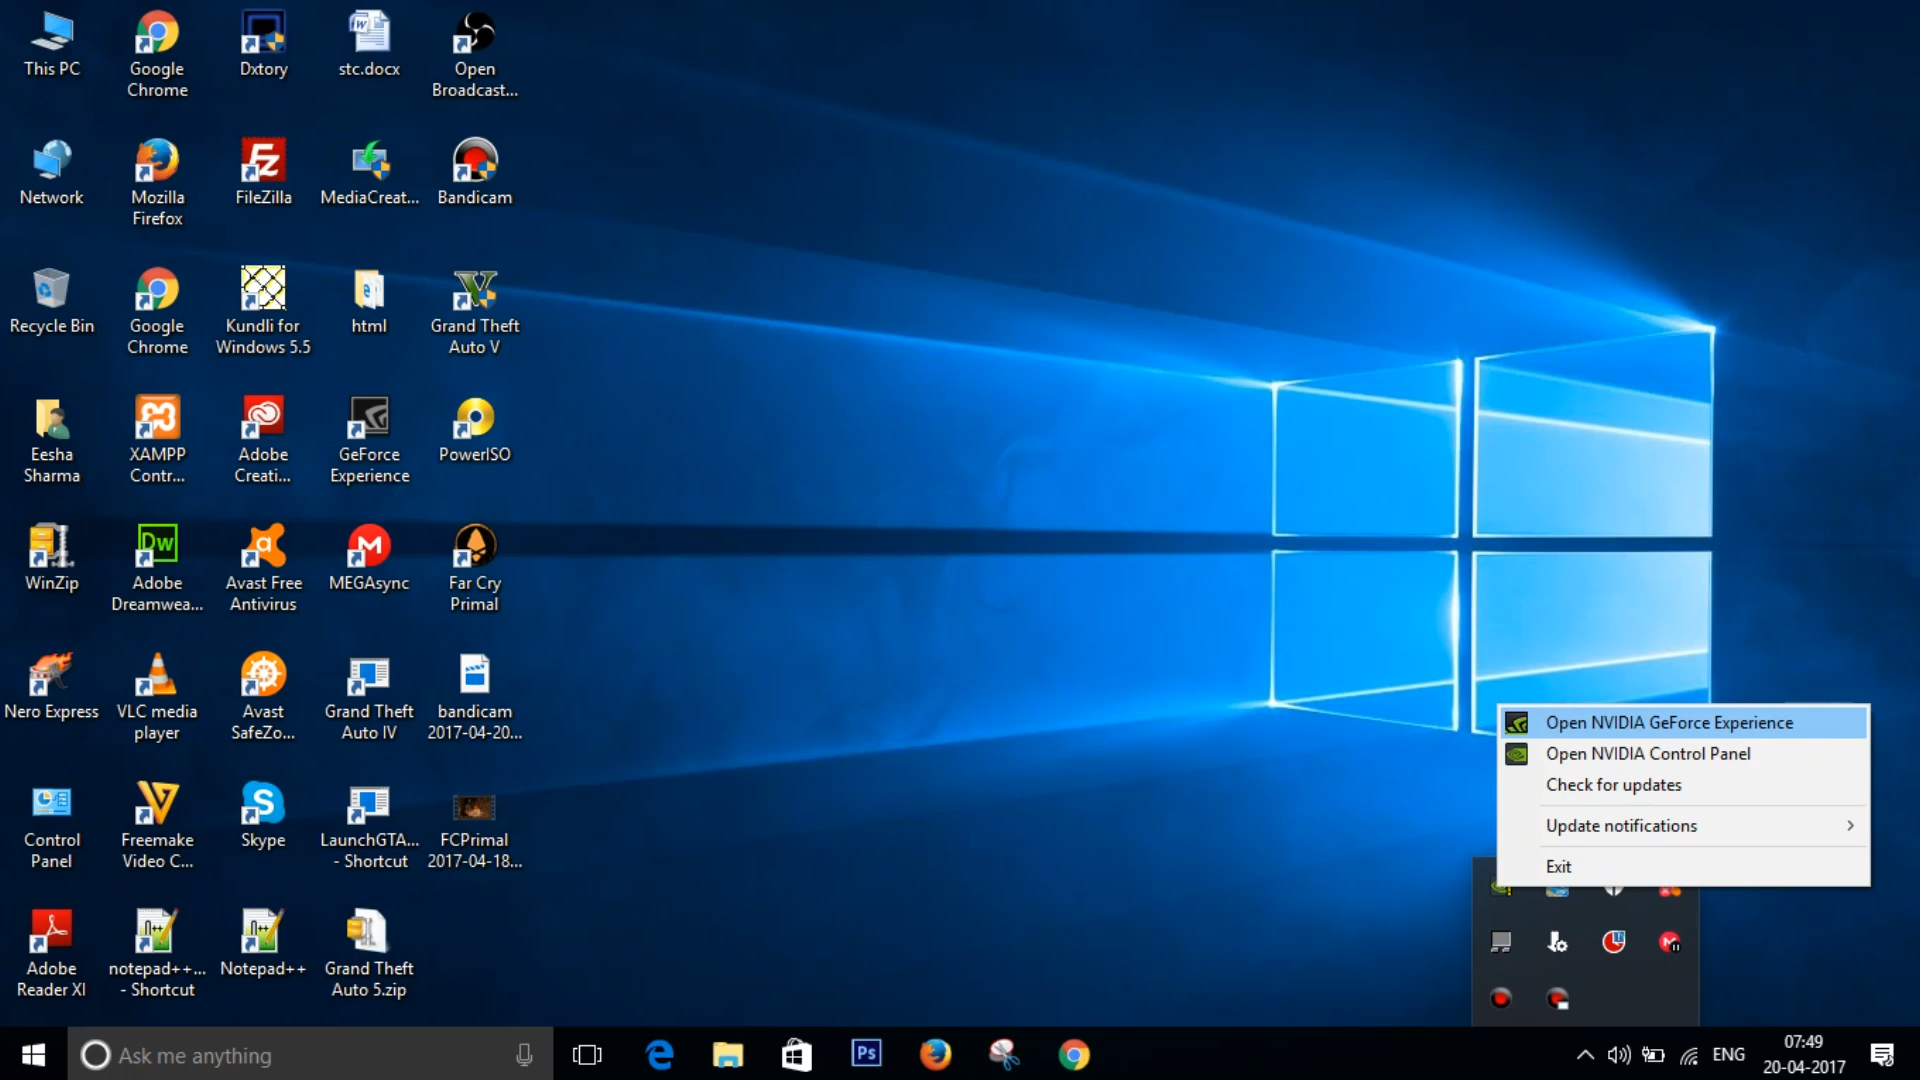 This PC
Google
Chrome
Dxtory
stc.docx
Open
Broadcast...
Network
Mozilla
Firefox
FileZilla
MediaCreat...
Bandicam
Recycle Bin
Google
Chrome
Kundli for
Windows 5.5
html
Grand Theft
Auto V
Eesha
Sharma
XAMPP
Contr...
Adobe
Creati...
GeForce
Experience
PowerISO
WinZip
Dw
Adobe
Dreamwea...
Avast Free
Antivirus
MEGAsync
Far Cry
Primal
Nero Express
VLC media
player
Avast
SafeZo...
Grand Theft
Auto IV
bandicam
2017-04-20...
Control
Panel
Freemake
Video C...
Skype
LaunchGTA...
- Shortcut
FCPrimal
2017-04-18...
Adobe
Reader XI
notepad++...
- Shortcut
Notepad++
Grand Theft
Auto 5.zip
Open NVIDIA GeForce Experience
Open NVIDIA Control Panel
Check for updates
Update notifications
Exit
Ask me anything
Ps
ENG
07:49
20-04-2017